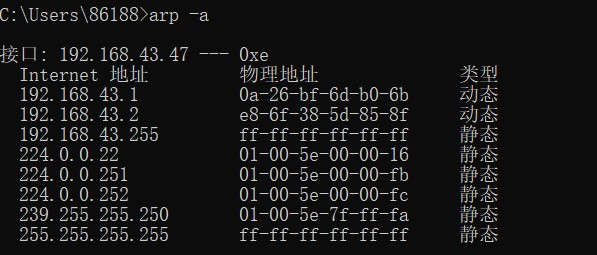 C:\Users\86188>arp -a
接口: 192.168.43.47 --- 0xe
Internet 地址 物理地址 类型
192.168.43.1 0a-26-bf-6d-b0-6b 动态
192.168.43.2 e8-6f-38-5d-85-8f 动态
192.168.43.255 ff-ff-ff-ff-ff-ff 静态
224.0.0.22 01-00-5e-00-00-16 静态
224.0.0.251 01-00-5e-00-00-fb 静态
224.0.0.252 01-00-5e-00-00-fc 静态
239.255.255.250 01-00-5e-7f-ff-fa 静态
255.255.255.255 ff-ff-ff-ff-ff-ff 静态